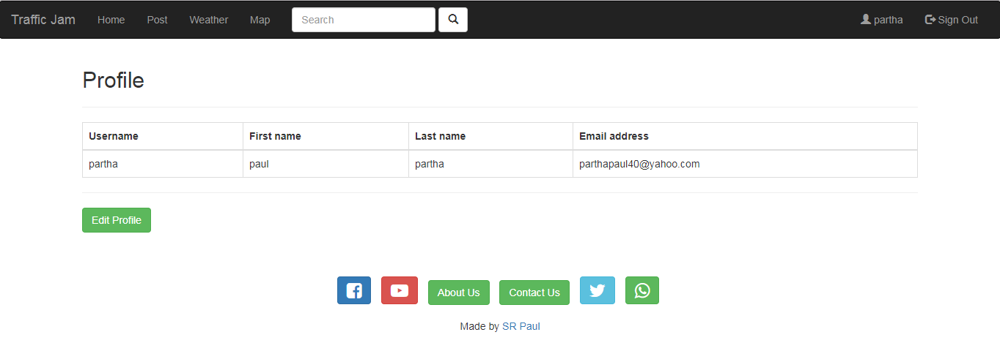 Traffic Jam Home Post Weather Map Search partha Sign Out
Profile
Username First name Last name Email address
partha paul partha parthapaul40@yahoo.com
Edit Profile
About Us Contact Us
Made by SR Paul